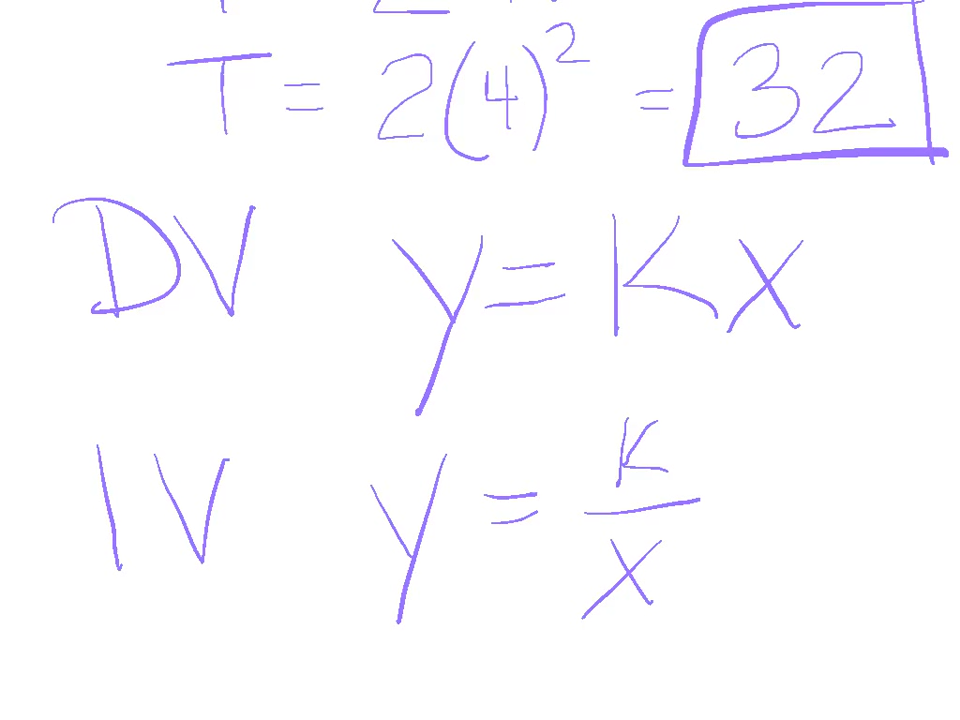 T = 2(4)² = 32
DV y = Kx
IV y = K/x